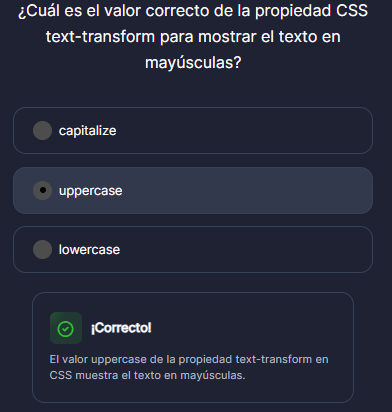 ¿Cuál es el valor correcto de la propiedad CSS
text-transform para mostrar el texto en
mayúsculas?
capitalize
uppercase
lowercase
¡Correcto!
El valor uppercase de la propiedad text-transform en
CSS muestra el texto en mayúsculas.